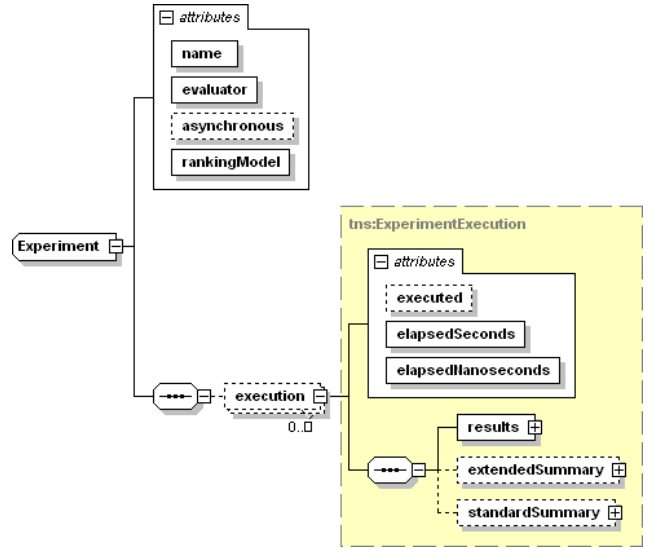 attributes
name
evaluator
asynchronous
rankingModel
Experiment
tns:ExperimentExecution
attributes
executed
elapsedSeconds
elapsedNanoseconds
execution
0..□
results
extendedSummary
standardSummary